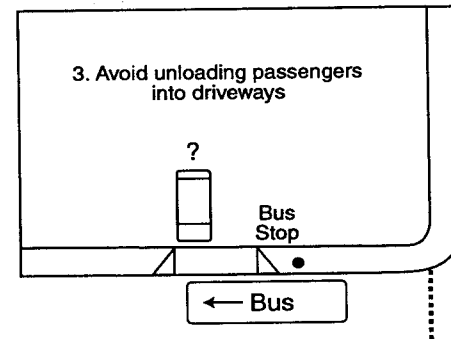 3. Avoid unloading passengers
into driveways
?
Bus
Stop
Bus